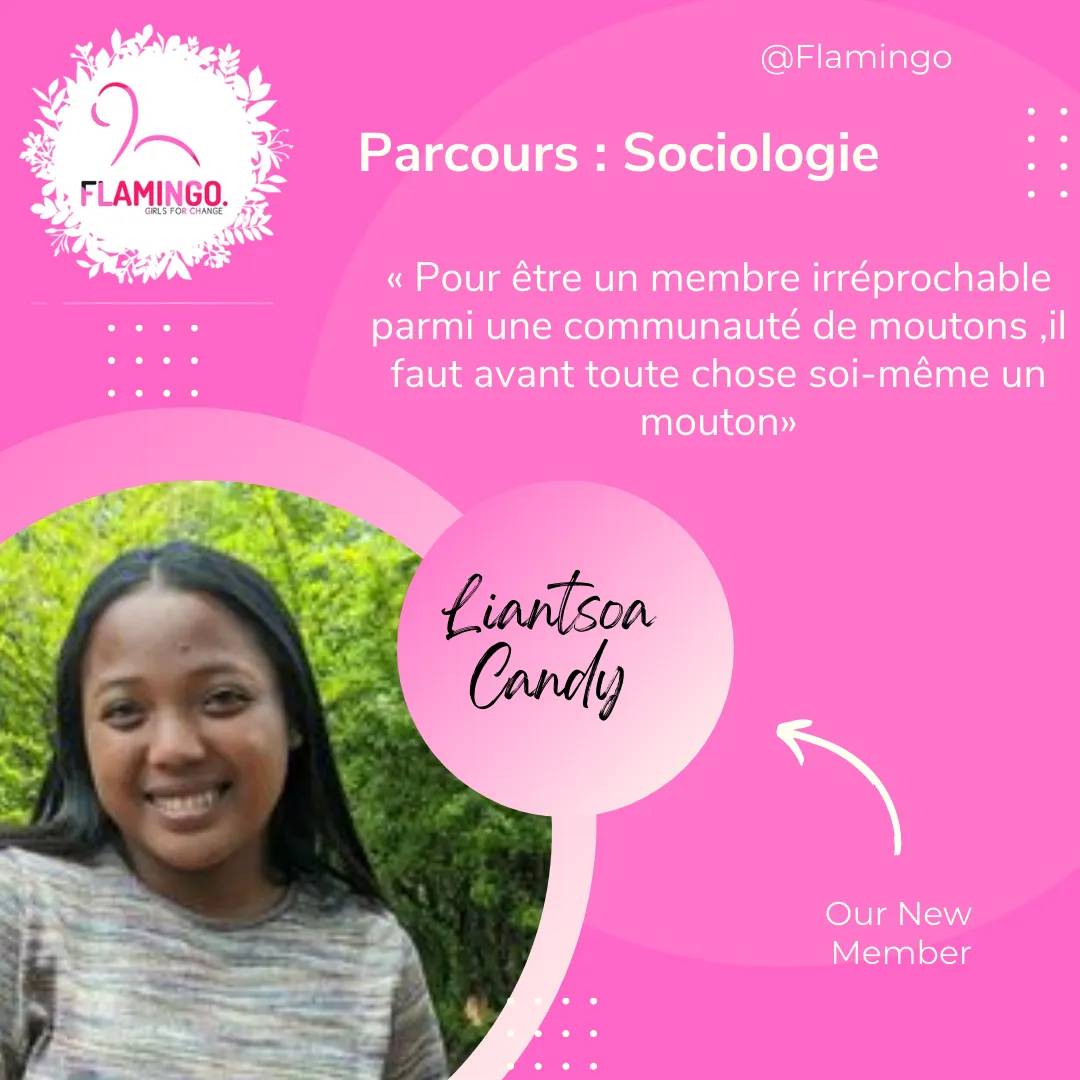 @Flamingo
FLAMINGO.
GIRLS FOR CHANGE
Parcours : Sociologie
« Pour être un membre irréprochable
parmi une communauté de moutons ,il
faut avant toute chose soi-même un
mouton»
Liantsoa
Candy
Our New
Member